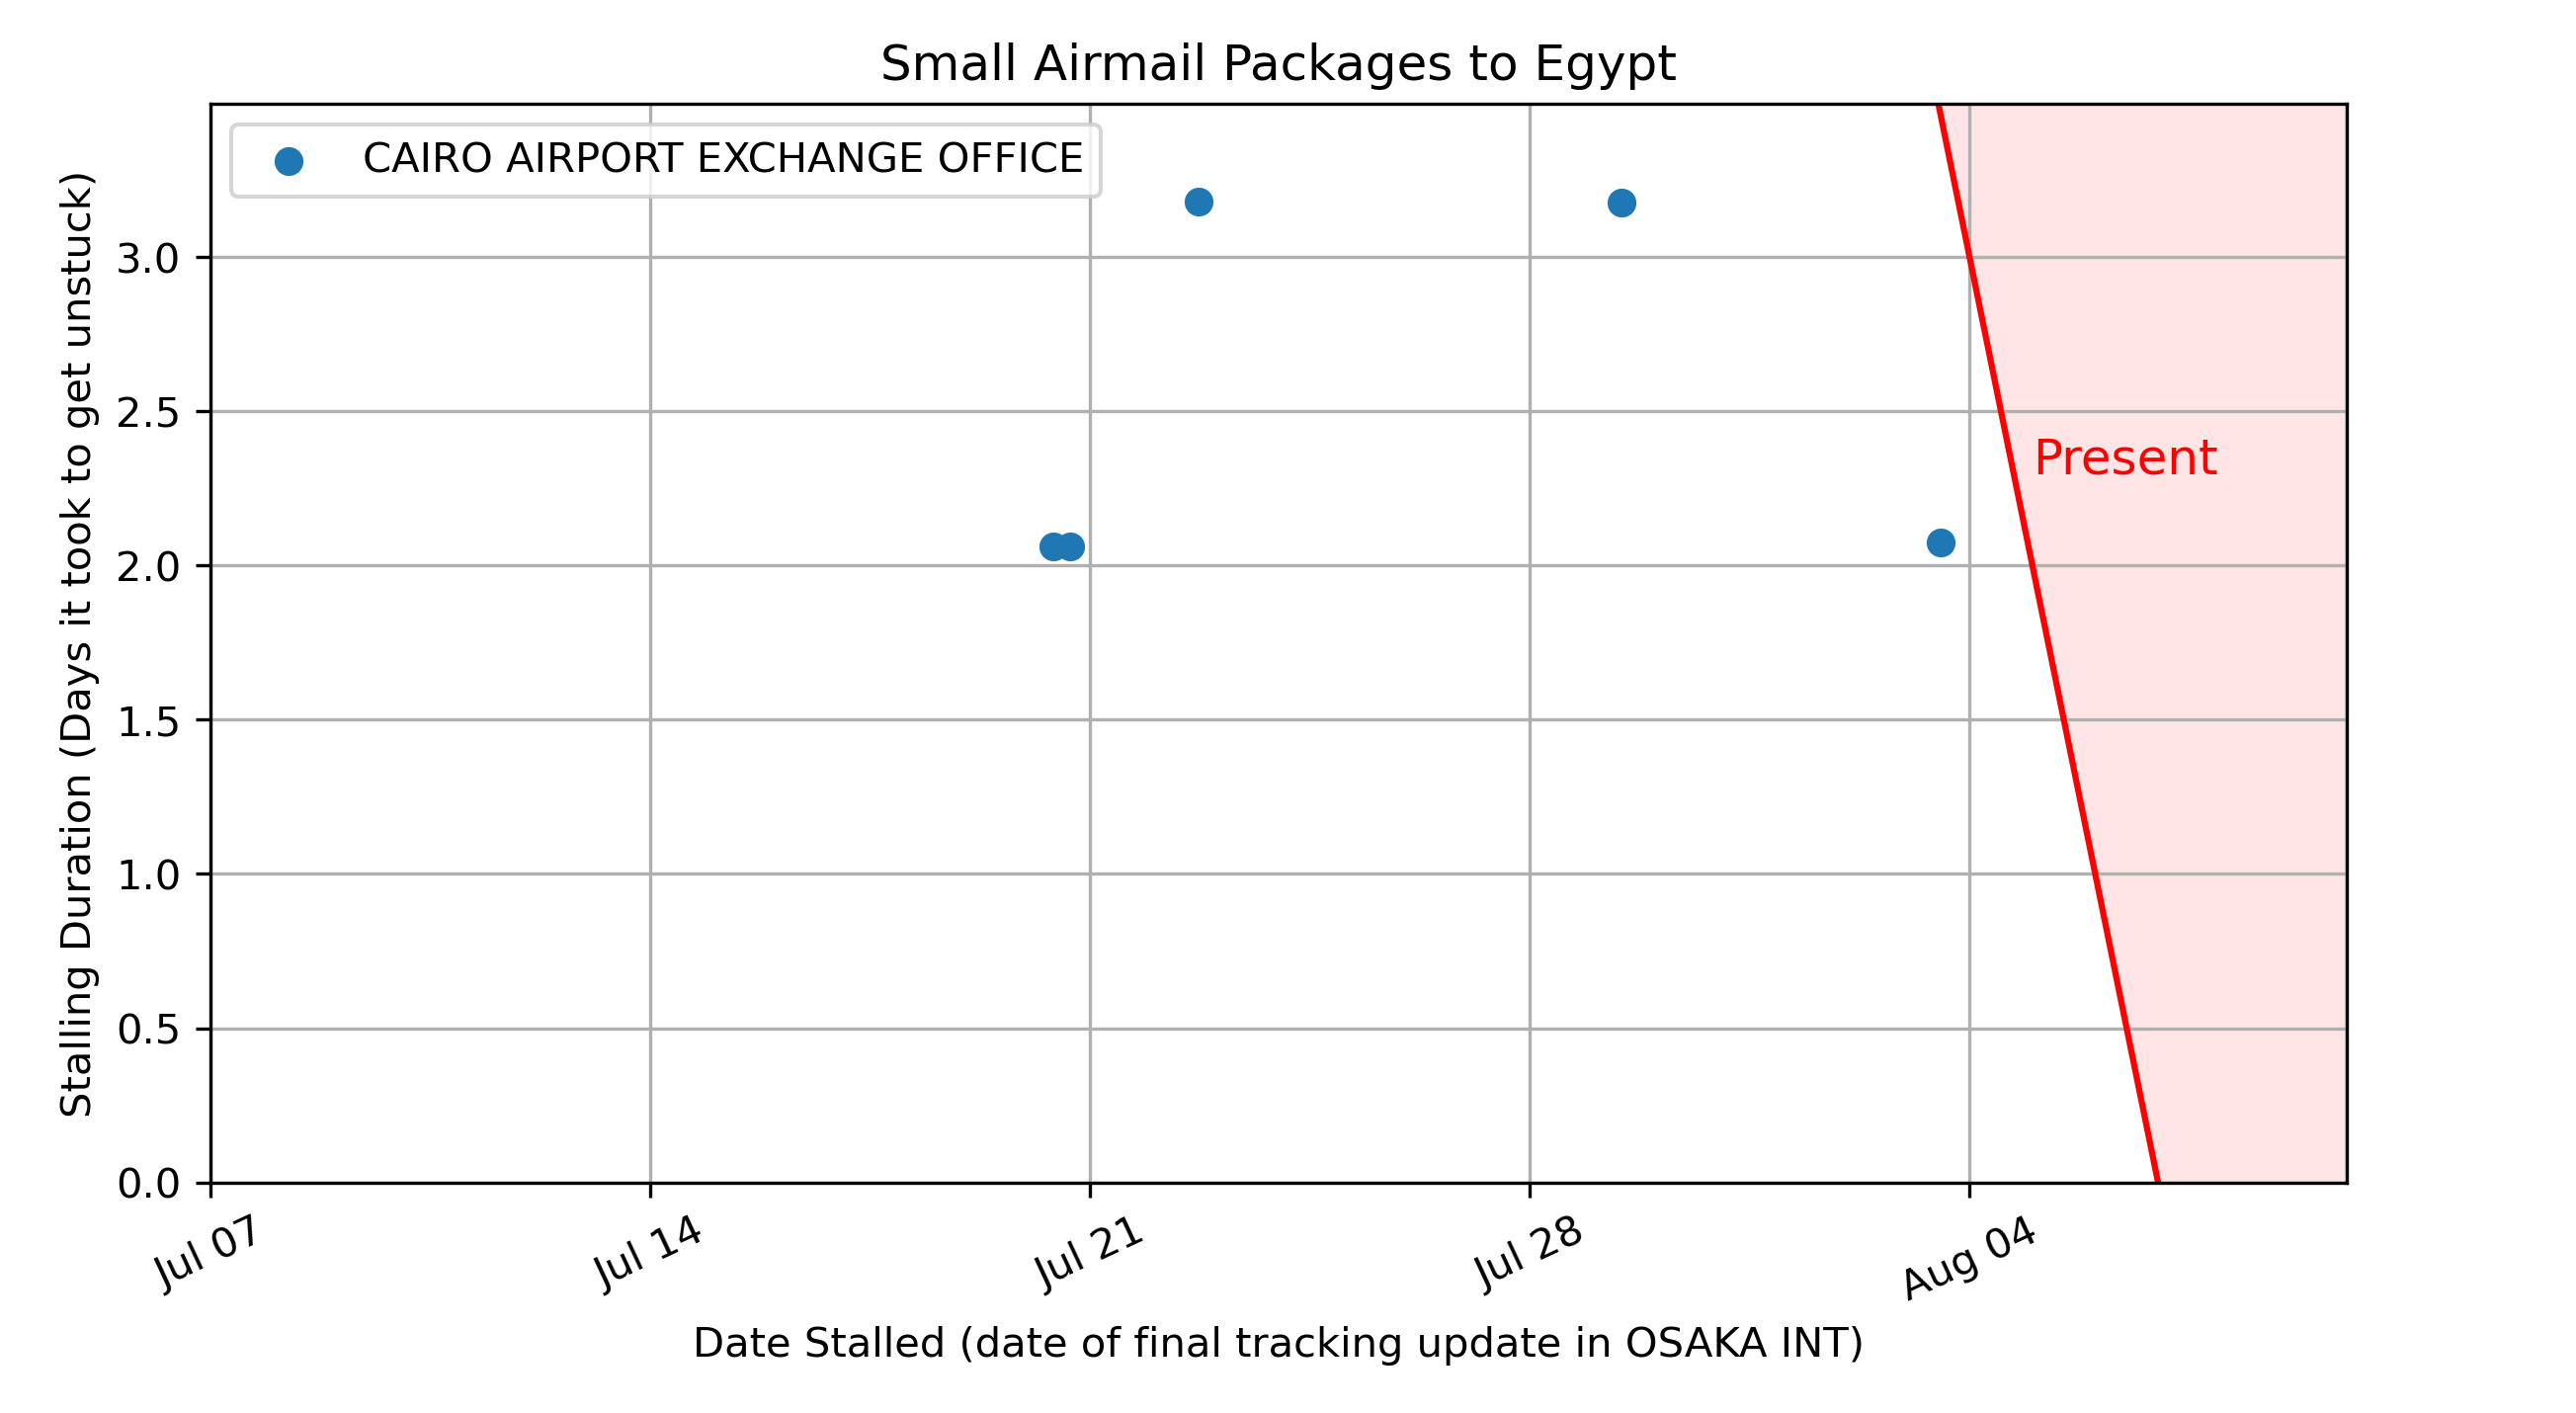 Small Airmail Packages to Egypt
CAIRO AIRPORT EXCHANGE OFFICE
Stalling Duration (Days it took to get unstuck)
3.0
2.5
2.0
1.5
1.0
0.5
0.0
Present
Jul 07
Jul 14
Jul 21
Jul 28
Aug 04
Date Stalled (date of final tracking update in OSAKA INT)